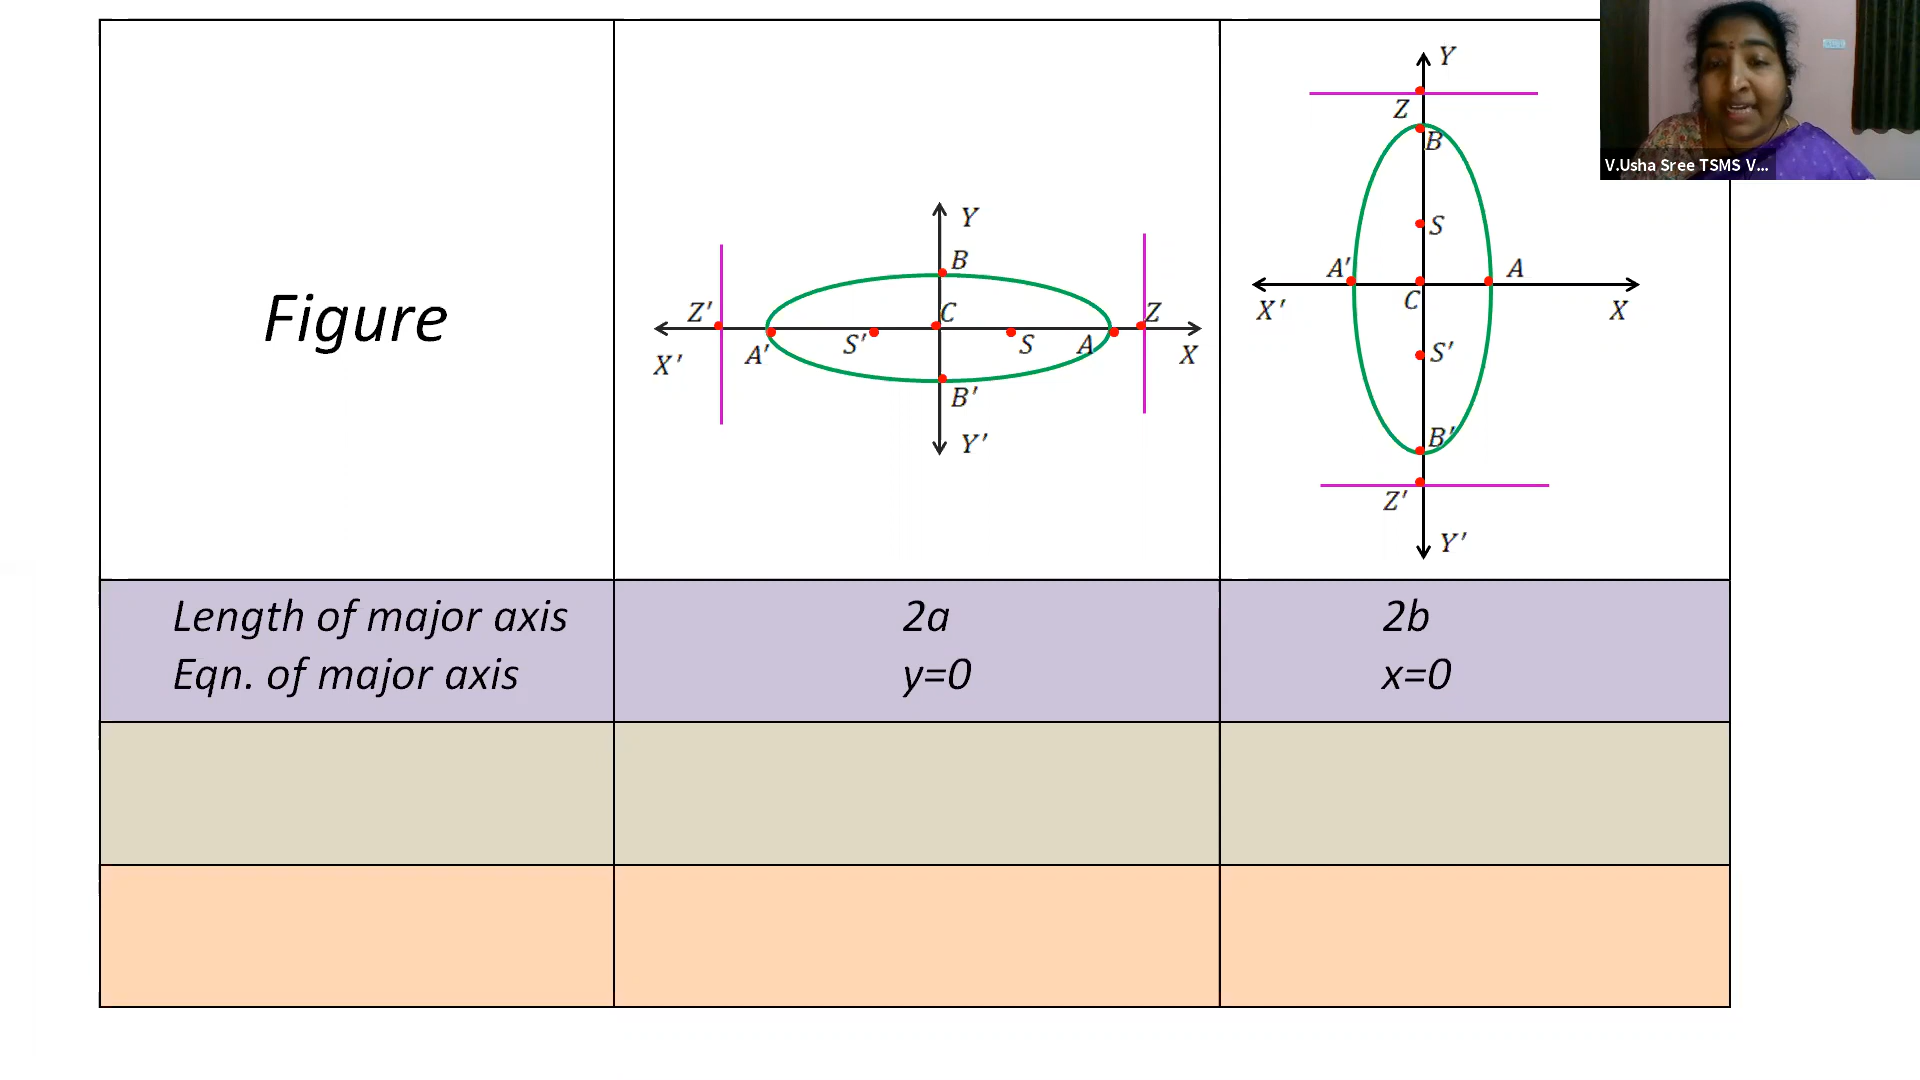 Figure
Y
B
Z'
C
Z
A'
S'
S
A
X'
X
B'
Y'
Y
Z
B
S
A'
A
C
X'
X
S'
B'
Z'
Y'
V.Usha Sree TSMS V...
Length of major axis 2a 2b
Eqn. of major axis y=0 x=0